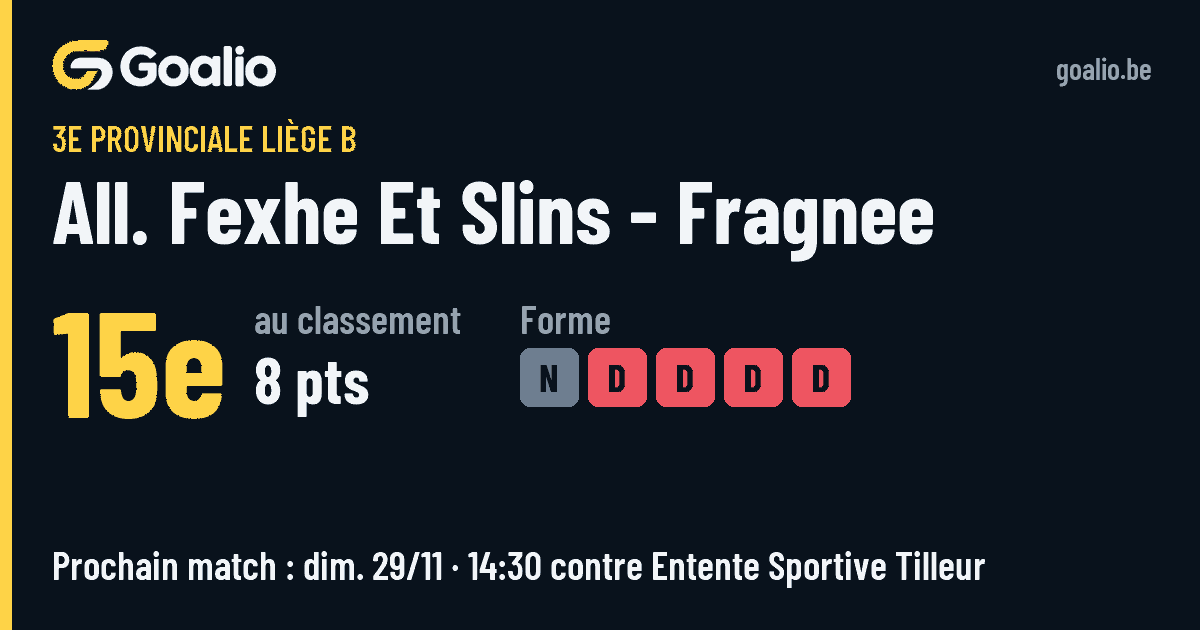 Goalio
goalio.be
3E PROVINCIALE LIÈGE B
All. Fexhe Et Slins - Fragnee
15e
au classement
8 pts
Forme
N D D D D
Prochain match : dim. 29/11 · 14:30 contre Entente Sportive Tilleur